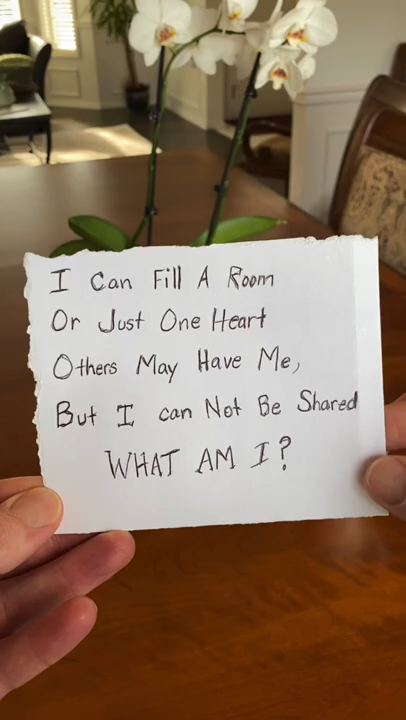 I Can Fill A Room
Or Just One Heart
Others May Have Me,
But I can Not Be Shared
WHAT AM I?